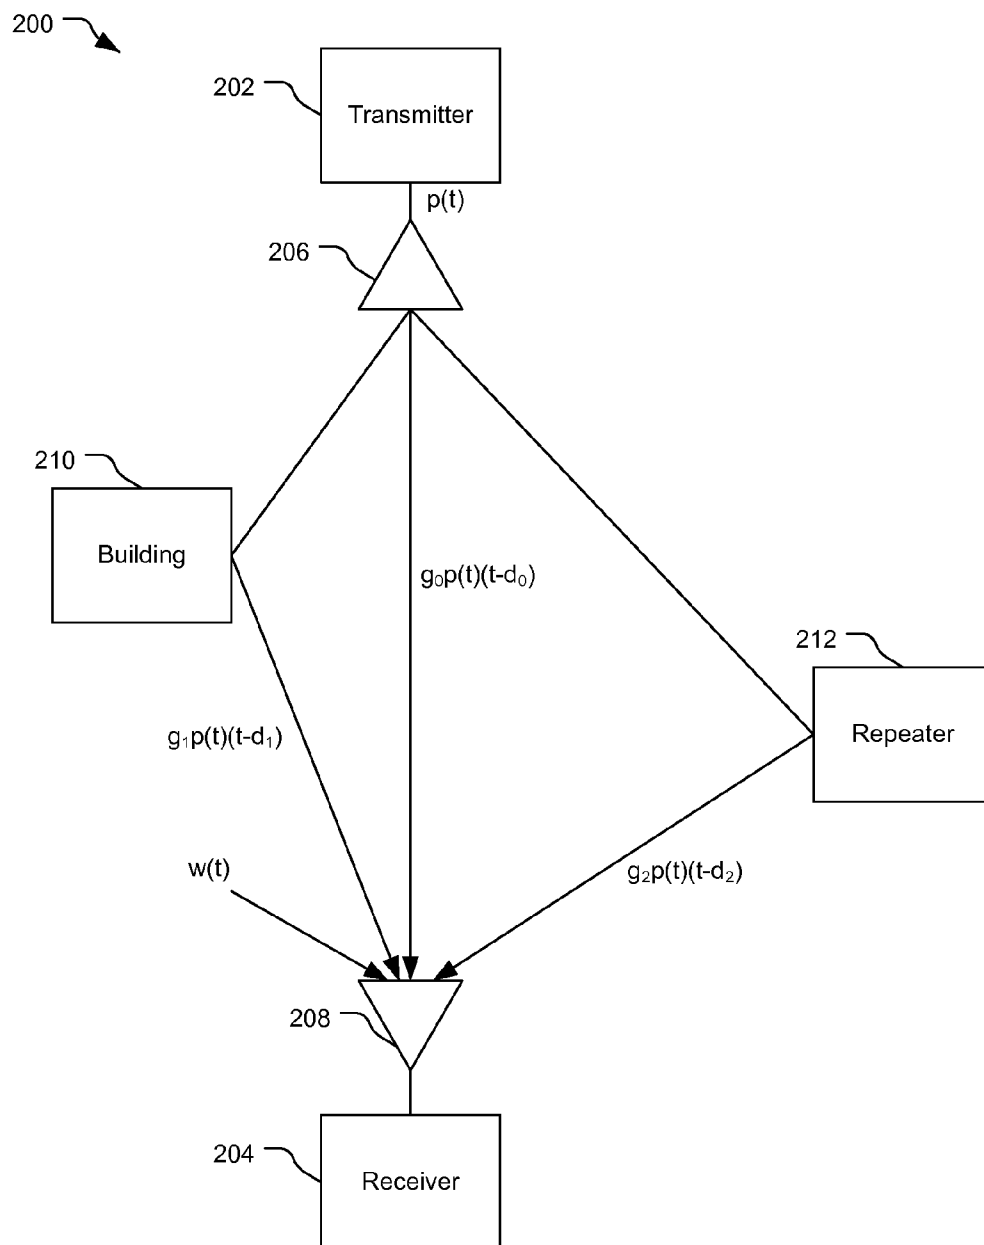 200
202
Transmitter
p(t)
206
210
Building
g₀p(t)(t-d₀)
212
Repeater
g₁p(t)(t-d₁)
w(t)
g₂p(t)(t-d₂)
208
204
Receiver